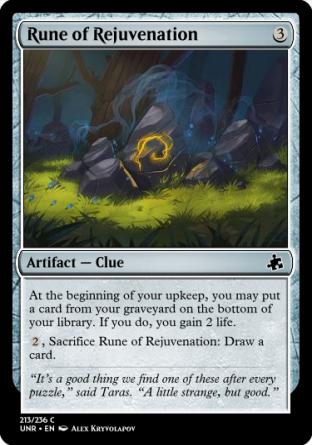 Rune of Rejuvenation 3
Artifact — Clue
At the beginning of your upkeep, you may put
a card from your graveyard on the bottom of
your library. If you do, you gain 2 life.
2, Sacrifice Rune of Rejuvenation: Draw a
card.
“It’s a good thing we find one of these after every
puzzle,” said Taras. “A little strange, but good.”
213/236 C
UNR • EN Alex Kryvolapov